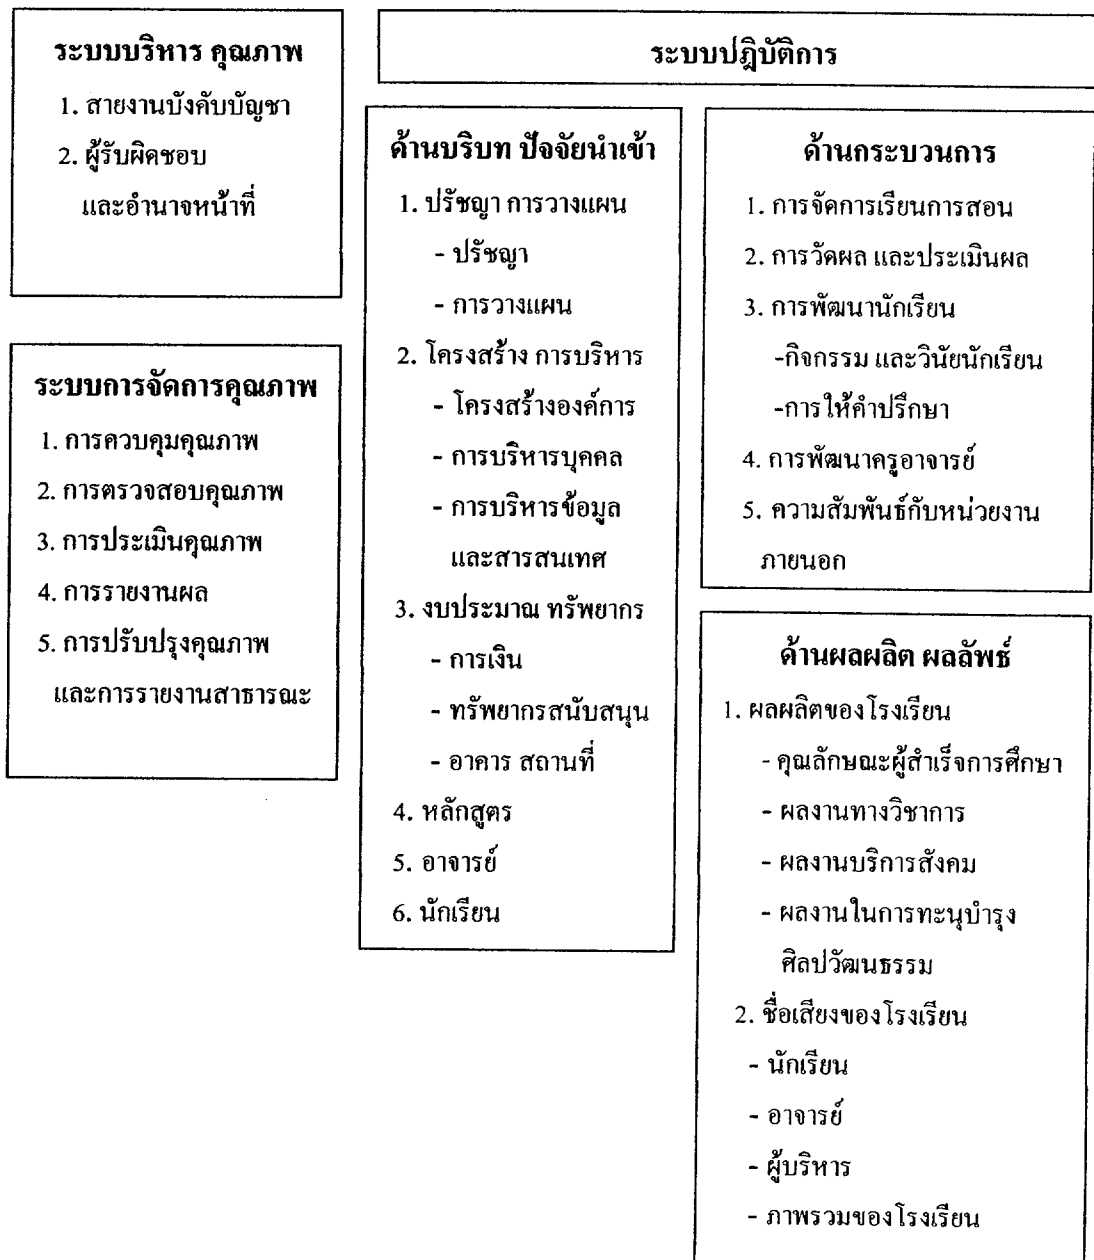 ระบบบริหาร คุณภาพ
1. สายงานบังคับบัญชา
2. ผู้รับผิดชอบ
และอำนาจหน้าที่
ระบบการจัดการคุณภาพ
1. การควบคุมคุณภาพ
2. การตรวจสอบคุณภาพ
3. การประเมินคุณภาพ
4. การรายงานผล
5. การปรับปรุงคุณภาพ
และการรายงานสาธารณะ
ระบบปฎิบัติการ
ด้านบริบท ปัจจัยนำเข้า
1. ปรัชญา การวางแผน
- ปรัชญา
- การวางแผน
2. โครงสร้าง การบริหาร
- โครงสร้างองค์การ
- การบริหารบุคคล
- การบริหารข้อมูล
และสารสนเทศ
3. งบประมาณ ทรัพยากร
- การเงิน
- ทรัพยากรสนับสนุน
- อาคาร สถานที่
4. หลักสูตร
5. อาจารย์
6. นักเรียน
ด้านกระบวนการ
1. การจัดการเรียนการสอน
2. การวัดผล และประเมินผล
3. การพัฒนานักเรียน
-กิจกรรม และวินัยนักเรียน
-การให้คำปรึกษา
4. การพัฒนาครูอาจารย์
5. ความสัมพันธ์กับหน่วยงาน
ภายนอก
ด้านผลผลิต ผลลัพธ์
1. ผลผลิตของโรงเรียน
- คุณลักษณะผู้สำเร็จการศึกษา
- ผลงานทางวิชาการ
- ผลงานบริการสังคม
- ผลงานในการทะนุบำรุง
ศิลปวัฒนธรรม
2. ชื่อเสียงของโรงเรียน
- นักเรียน
- อาจารย์
- ผู้บริหาร
- ภาพรวมของโรงเรียน